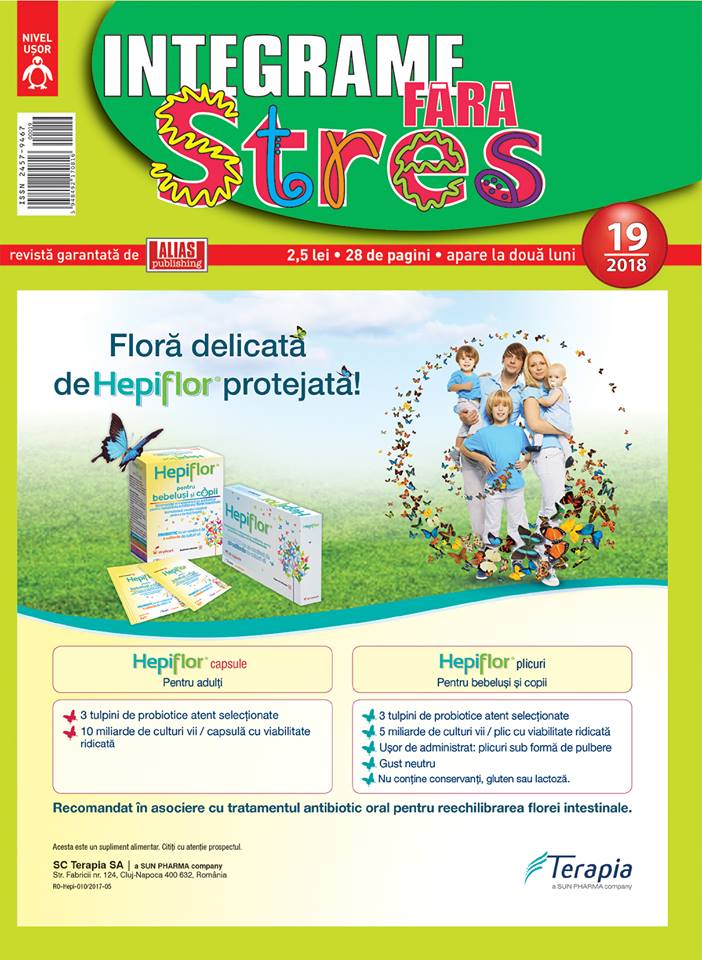 NIVEL
UȘOR
INTEGRAME
FĂRĂ
Stres
ISSN 2457-9467
00019
revistă garantată de
ALIAS
publishing
2,5 lei • 28 de pagini • apare la două luni
19
2018
Floră delicată
de Hepiflor® protejată!
Hepiflor®
pentru
bebeluși și copii
Hepiflor®
Hepiflor
Hepiflor
Hepiflor® capsule
Pentru adulți
3 tulpini de probiotice atent selecționate
10 miliarde de culturi vii / capsulă cu viabilitate
ridicată
Hepiflor® plicuri
Pentru bebeluși și copii
3 tulpini de probiotice atent selecționate
5 miliarde de culturi vii / plic cu viabilitate ridicată
Ușor de administrat: plicuri sub formă de pulbere
Gust neutru
Nu conține conservanți, gluten sau lactoză.
Recomandat în asociere cu tratamentul antibiotic oral pentru reechilibrarea florei intestinale.
Acesta este un supliment alimentar. Citiți cu atenție prospectul.
SC Terapia SA | a SUN PHARMA company
Str. Fabricii nr. 124, Cluj-Napoca 400 632, România
RO-Hepi-010/2017-05
Terapia
a SUN PHARMA company